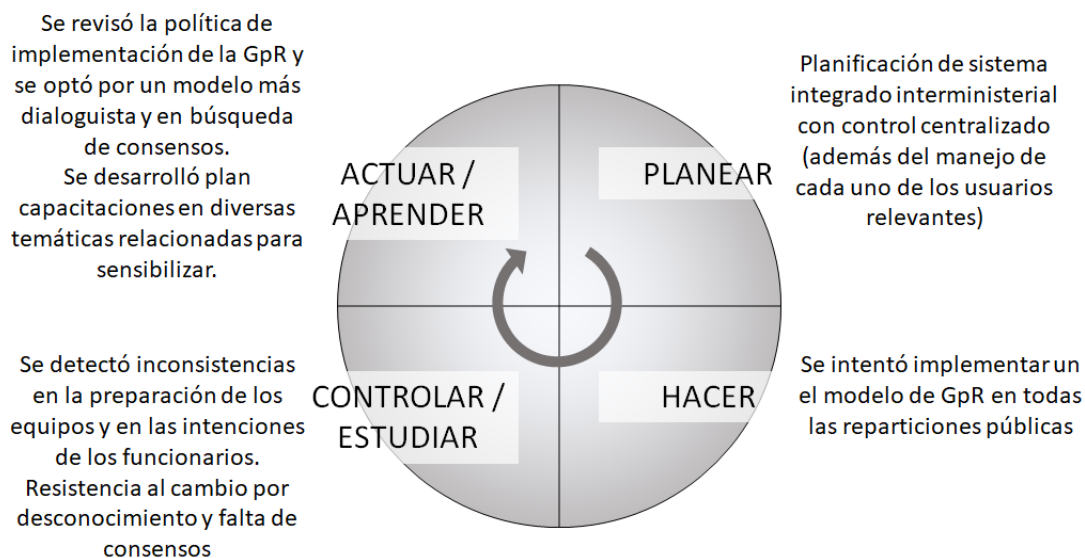 Se revisó la política de
implementación de la GpR y
se optó por un modelo más
dialoguista y en búsqueda
de consensos.
Se desarrolló plan
capacitaciones en diversas
temáticas relacionadas para
sensibilizar.
ACTUAR /
APRENDER
PLANEAR
Planificación de sistema
integrado interministerial
con control centralizado
(además del manejo de
cada uno de los usuarios
relevantes)
Se detectó inconsistencias
en la preparación de los
equipos y en las intenciones
de los funcionarios.
Resistencia al cambio por
desconocimiento y falta de
consensos
CONTROLAR /
ESTUDIAR
HACER
Se intentó implementar un
el modelo de GpR en todas
las reparticiones públicas